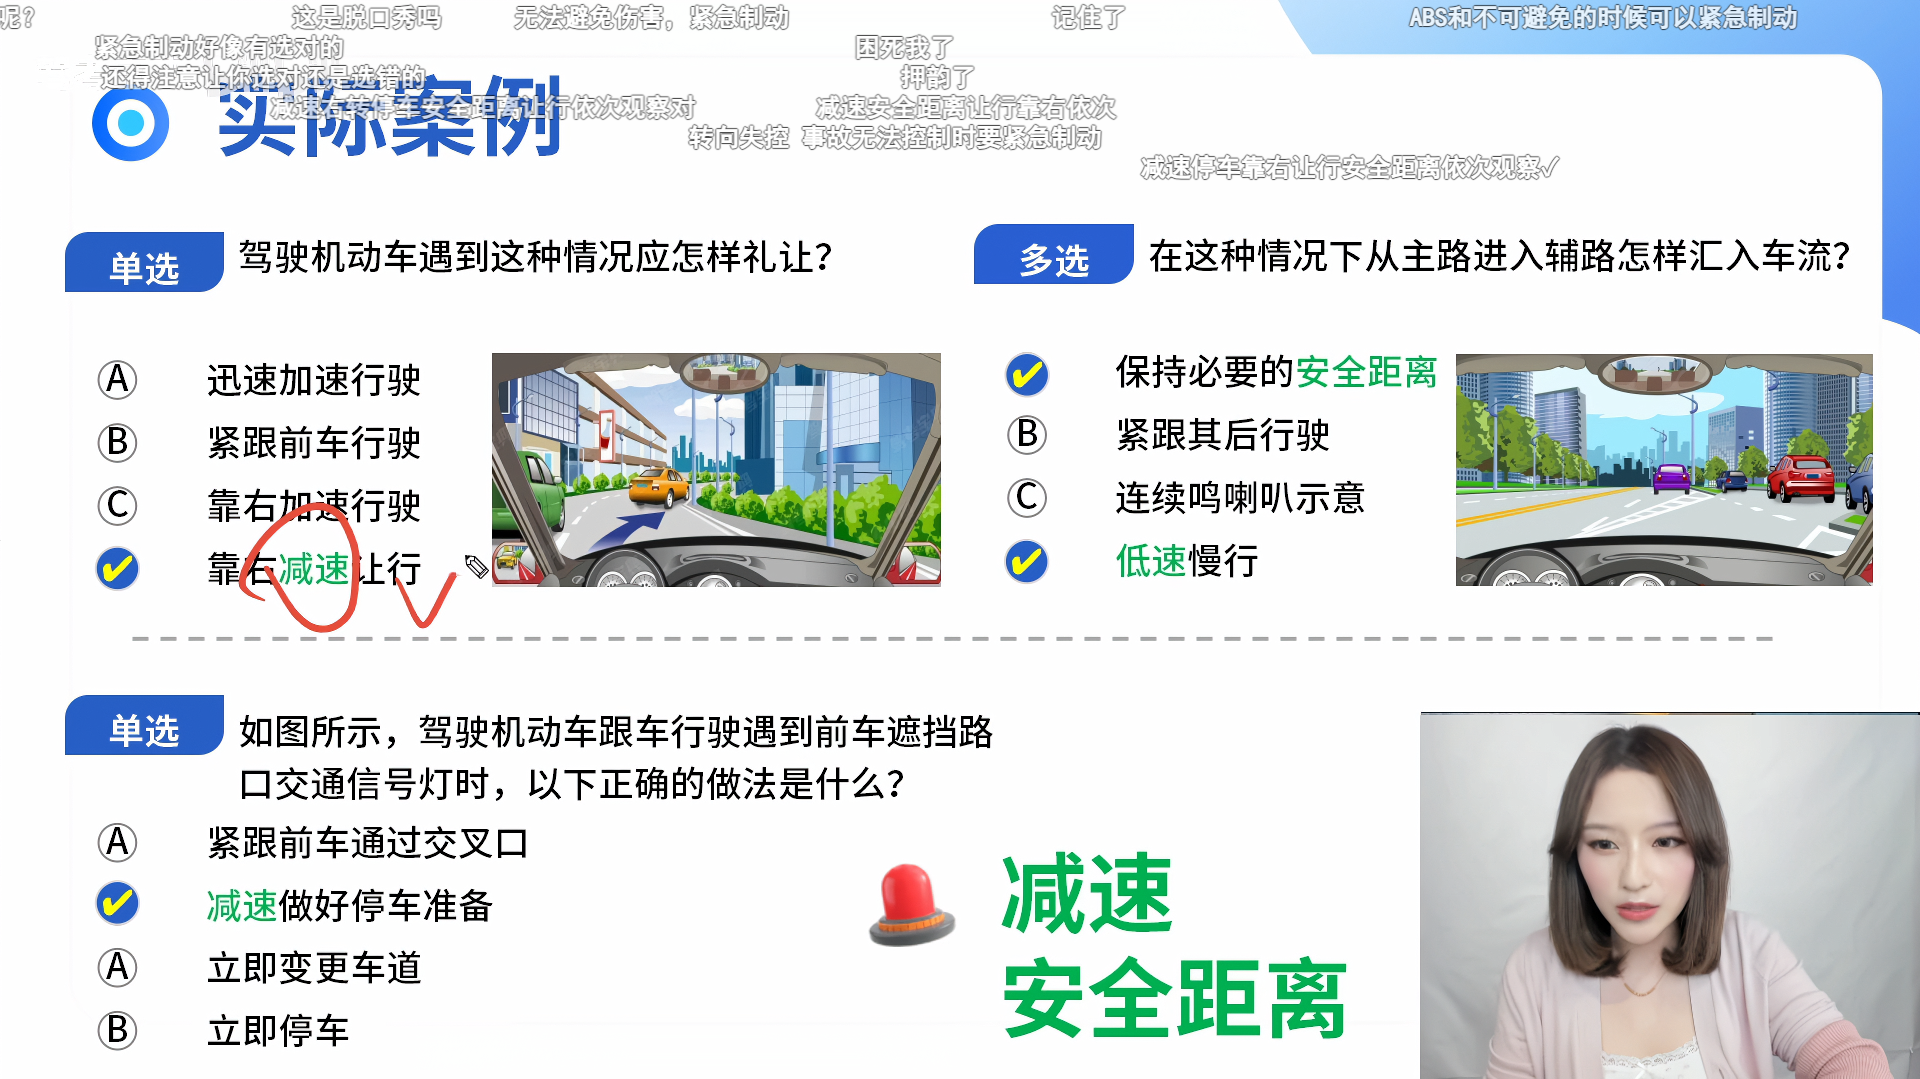 呢？
这是脱口秀吗
无法避免伤害，紧急制动
记住了
ABS和不可避免的时候可以紧急制动
紧急制动好像有选对的
困死我了
还得注意让你选对还是选错的
押韵了
减速右转停车安全距离让行依次观察对
减速安全距离让行靠右依次
转向失控
事故无法控制时要紧急制动
减速停车靠右让行安全距离依次观察✓
实际案例
单选
驾驶机动车遇到这种情况应怎样礼让？
A 迅速加速行驶
B 紧跟前车行驶
C 靠右加速行驶
靠右减速让行
多选
在这种情况下从主路进入辅路怎样汇入车流？
保持必要的安全距离
B 紧跟其后行驶
C 连续鸣喇叭示意
低速慢行
单选
如图所示，驾驶机动车跟车行驶遇到前车遮挡路
口交通信号灯时，以下正确的做法是什么？
A 紧跟前车通过交叉口
减速做好停车准备
A 立即变更车道
B 立即停车
减速
安全距离